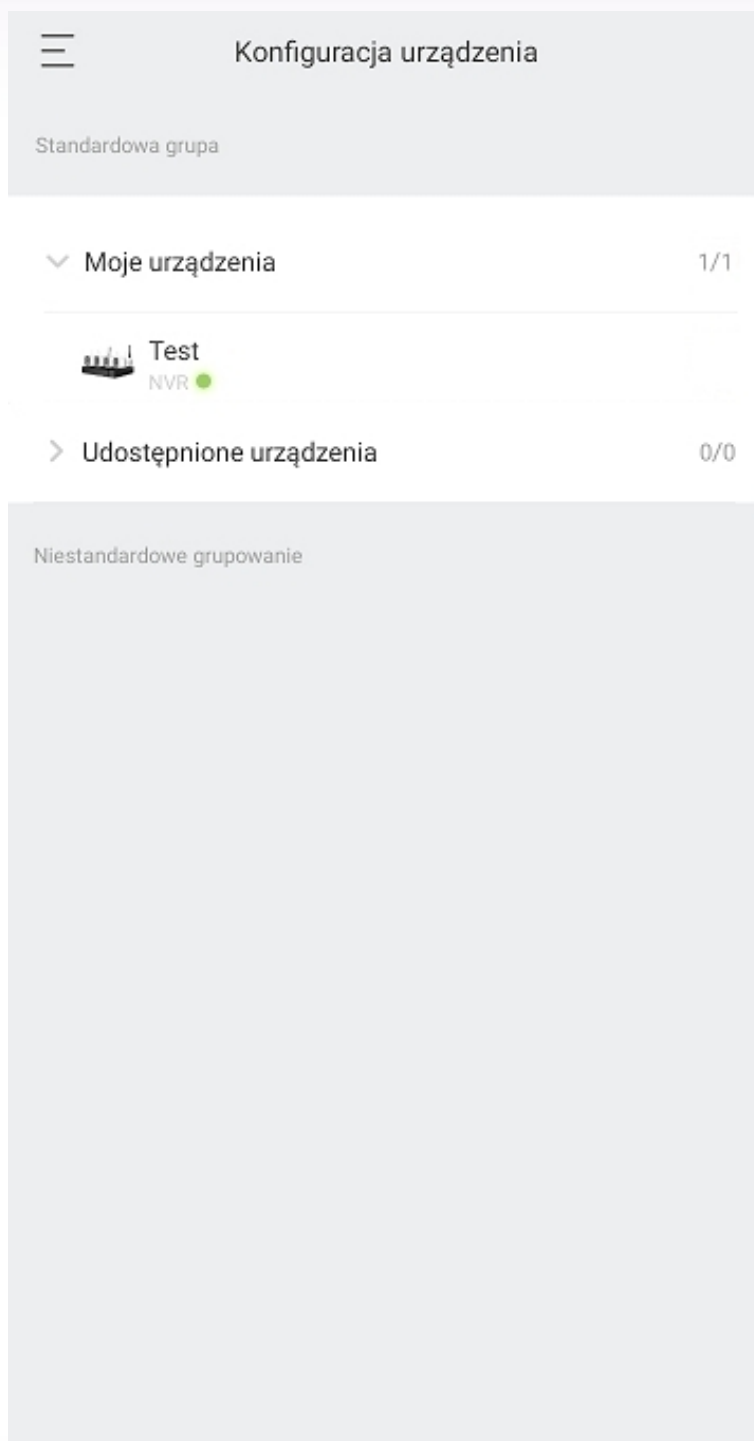 Konfiguracja urządzenia
Standardowa grupa
Moje urządzenia 1/1
Test
NVR
Udostępnione urządzenia 0/0
Niestandardowe grupowanie